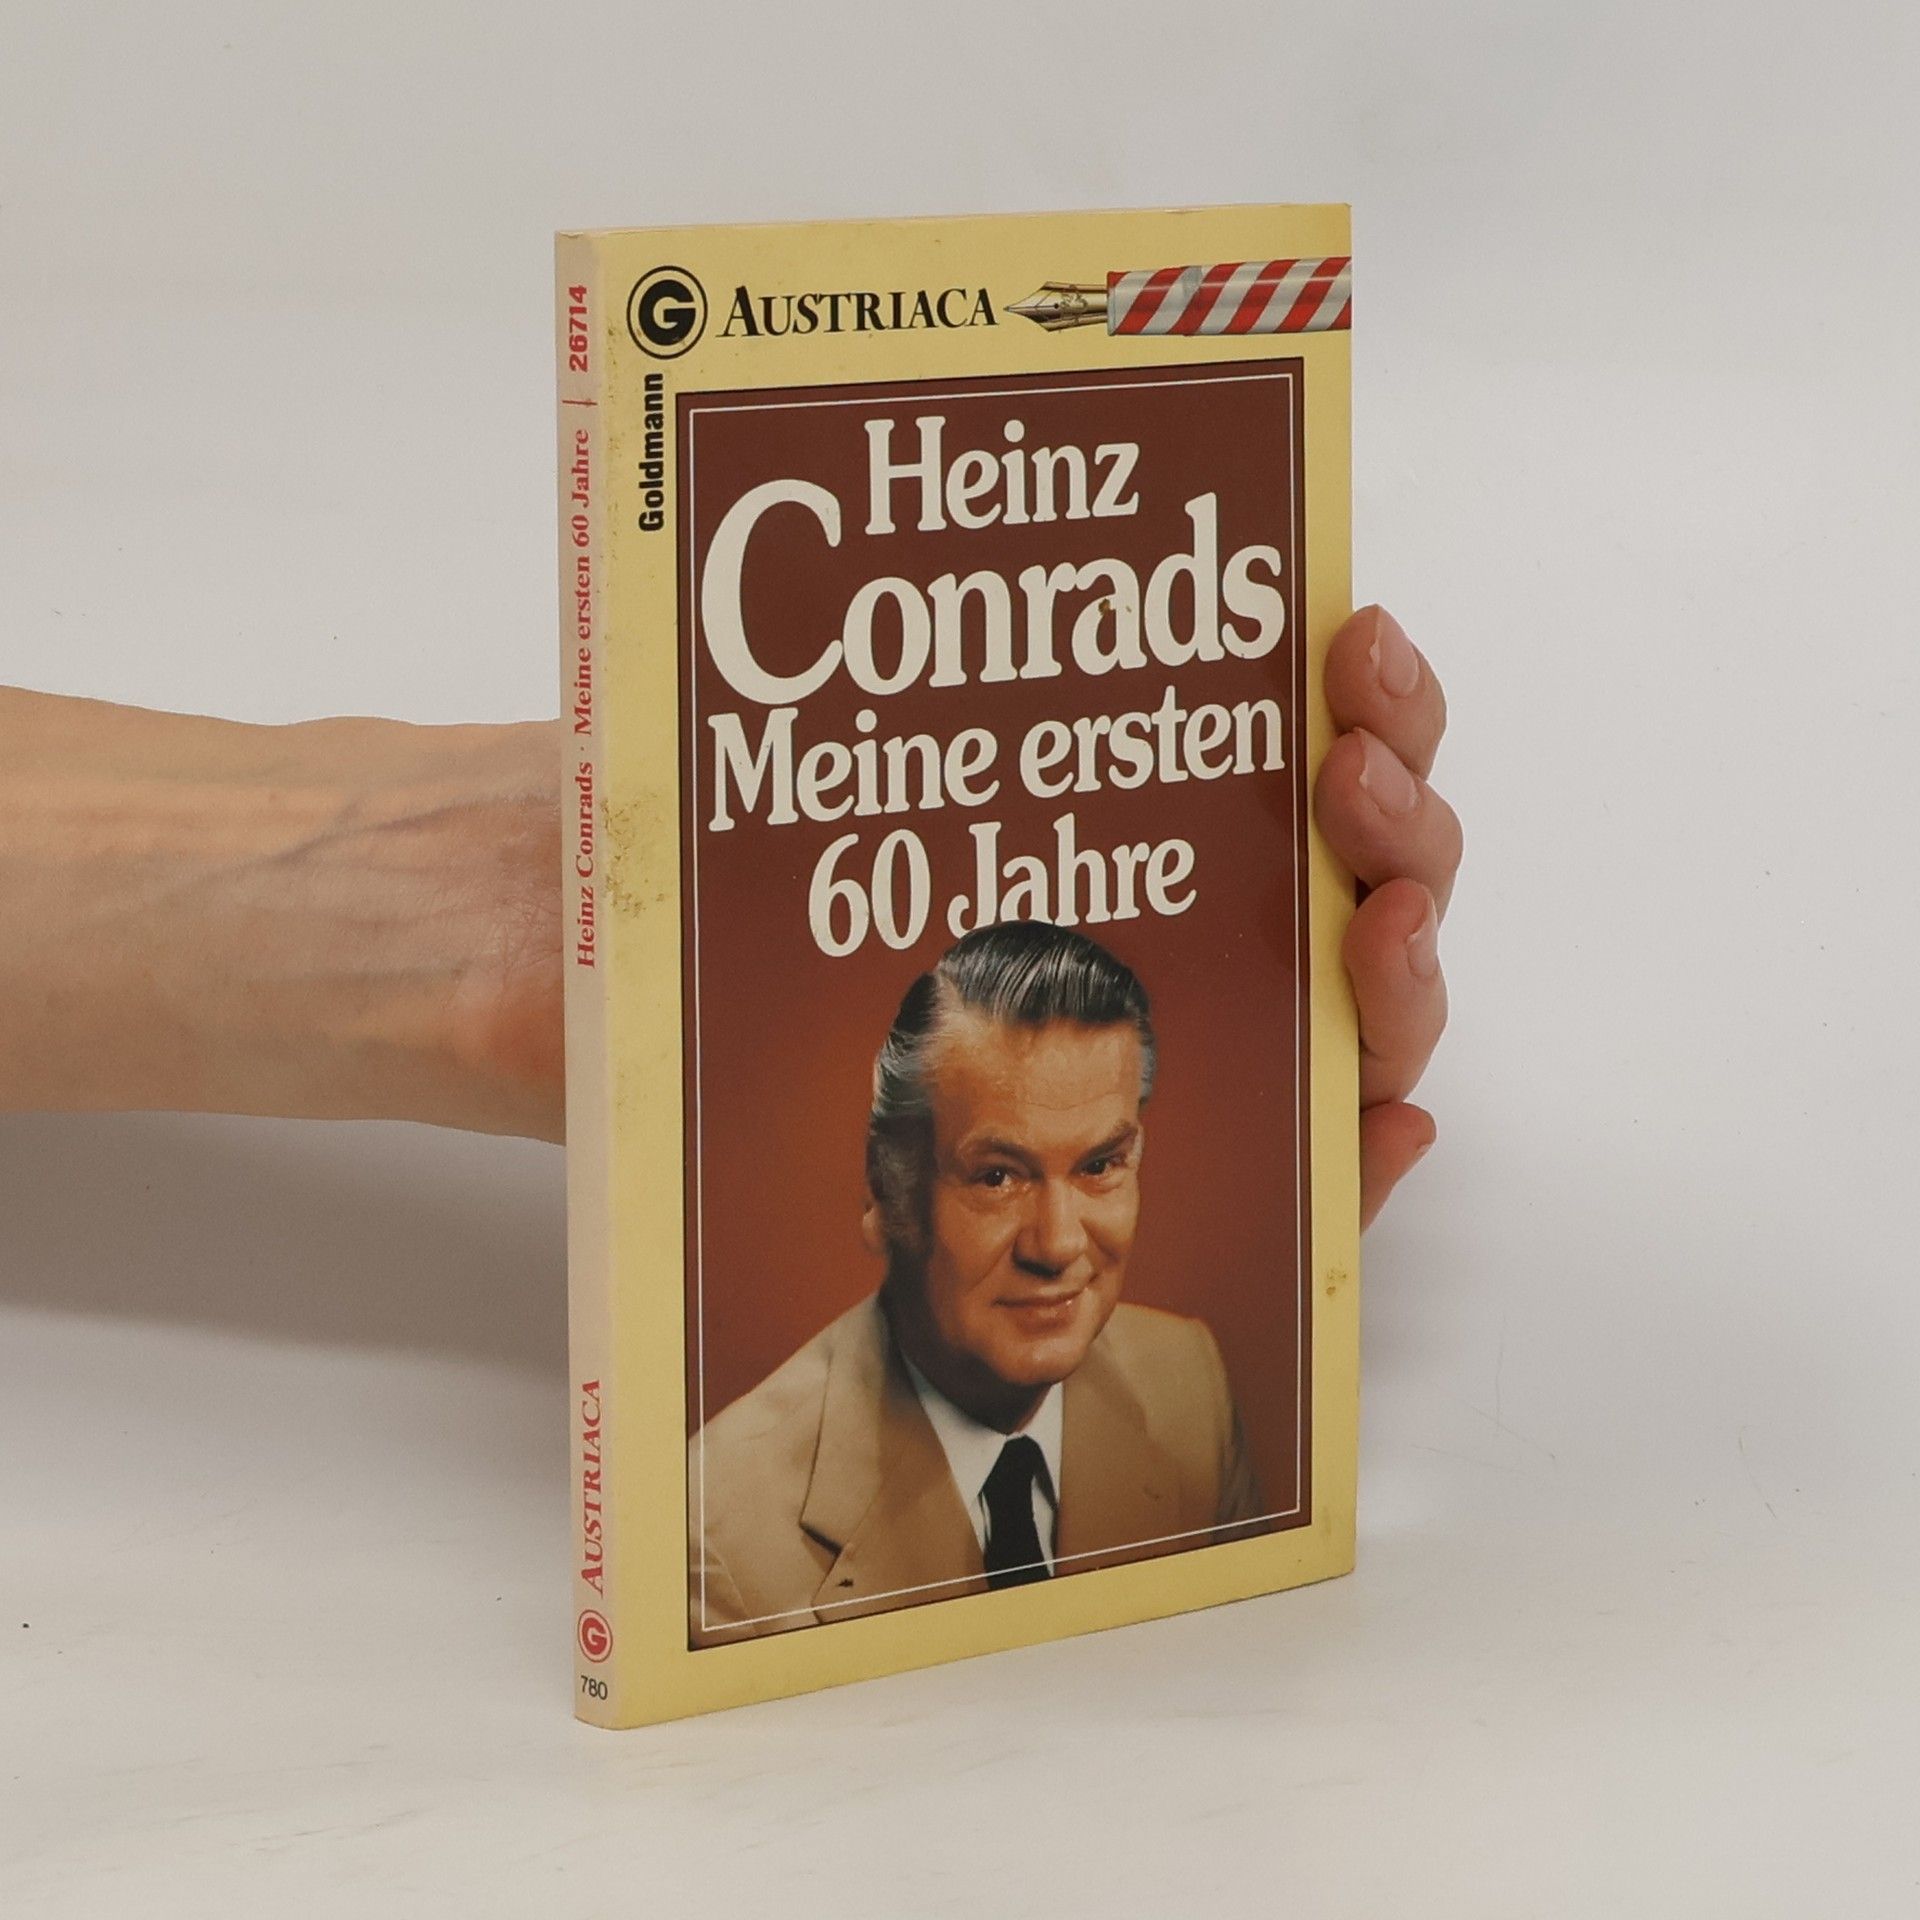 G AUSTRIACA
Goldmann
Heinz
Conrads
Meine ersten
60 Jahre
Heinz Conrads · Meine ersten 60 Jahre | 26714
G AUSTRIACA
780